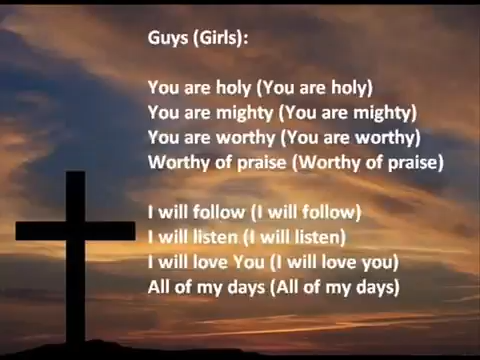 Guys (Girls):
You are holy (You are holy)
You are mighty (You are mighty)
You are worthy (You are worthy)
Worthy of praise (Worthy of praise)
I will follow (I will follow)
I will listen (I will listen)
I will love You (I will love you)
All of my days (All of my days)